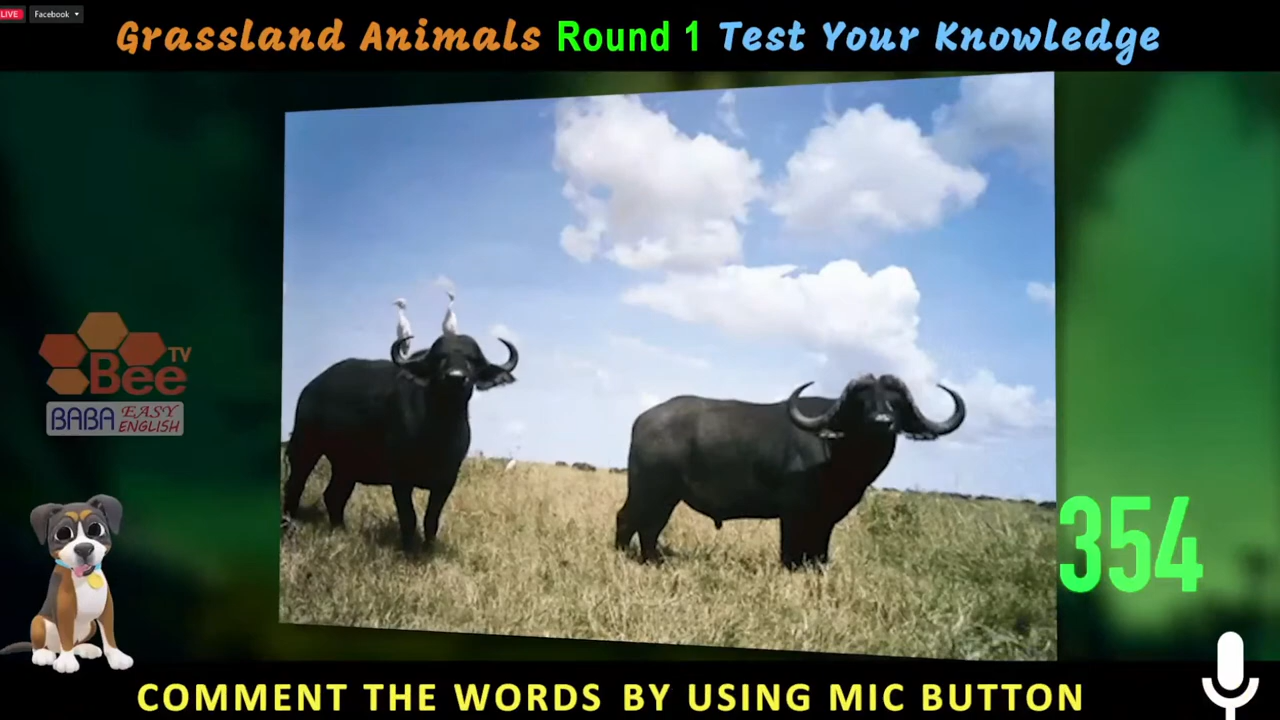 LIVE
Facebook
Grassland Animals Round 1 Test Your Knowledge
Bee TV
BABA EASY ENGLISH
354
COMMENT THE WORDS BY USING MIC BUTTON